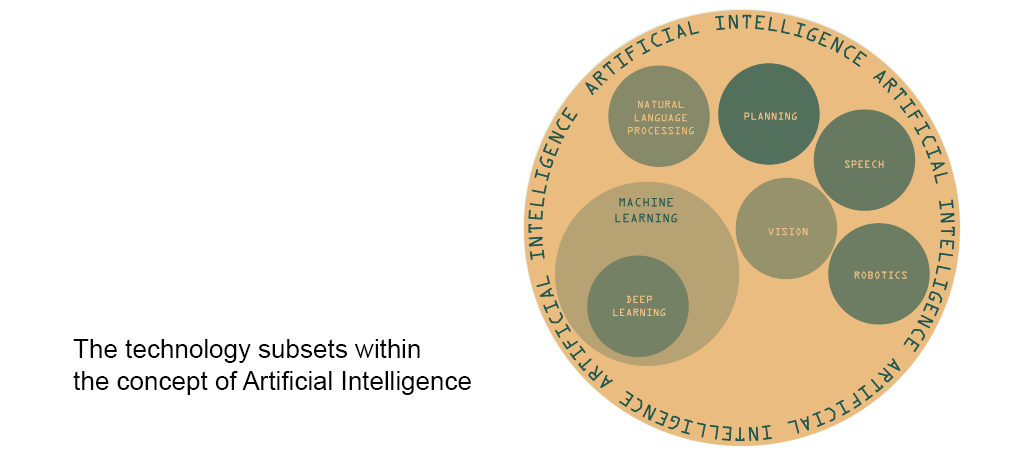 ARTIFICIAL INTELLIGENCE ARTIFICIAL INTELLIGENCE ARTIFICIAL INTELLIGENCE ARTIFICIAL INTELLIGENCE
NATURAL
LANGUAGE
PROCESSING
PLANNING
SPEECH
MACHINE
LEARNING
VISION
ROBOTICS
DEEP
LEARNING
The technology subsets within
the concept of Artificial Intelligence